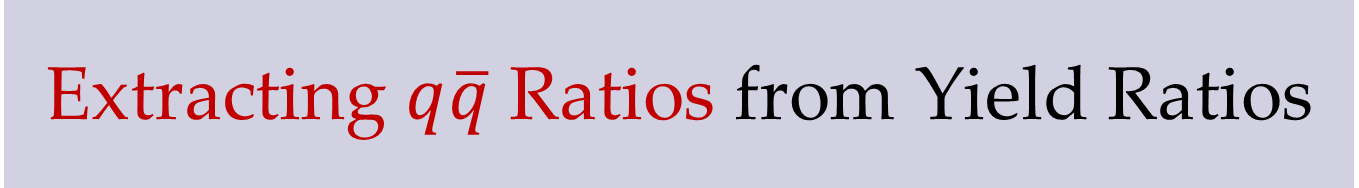 Extracting qq̅ Ratios from Yield Ratios